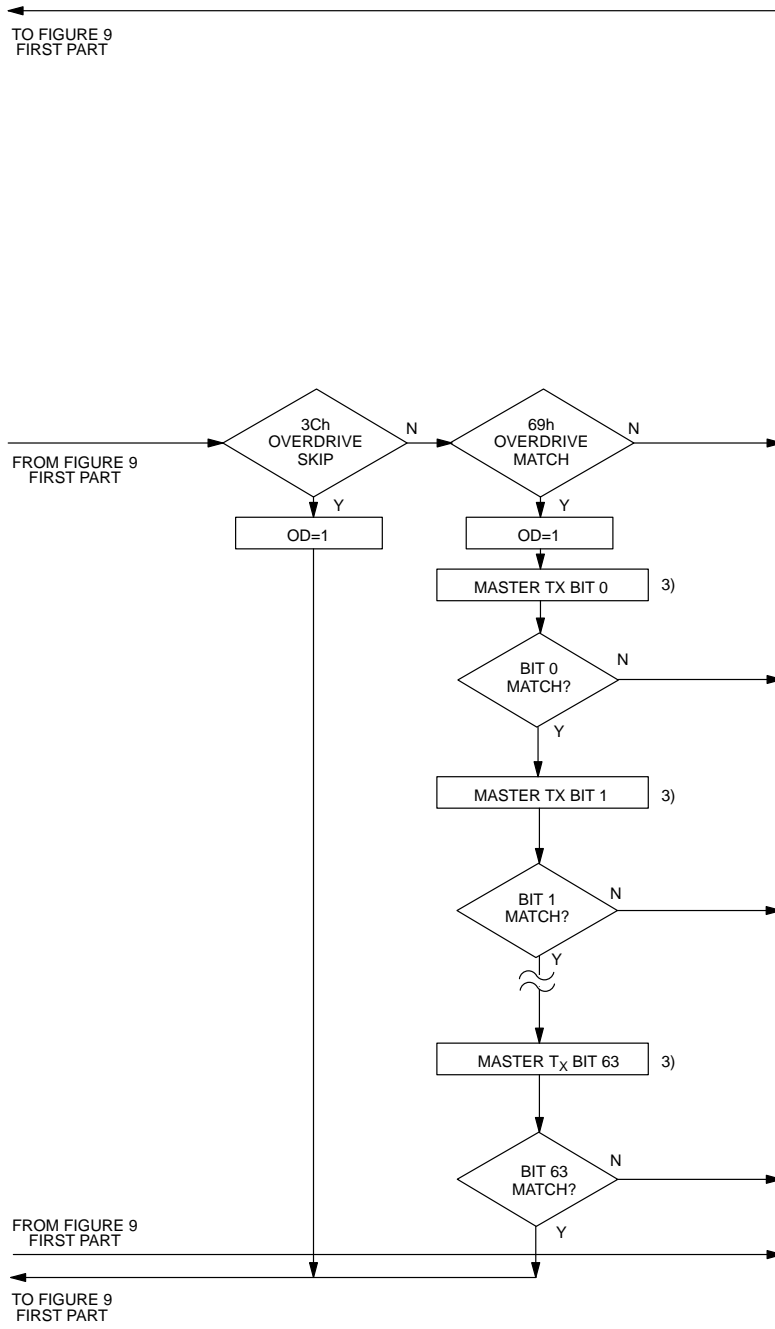 TO FIGURE 9
FIRST PART
3Ch
OVERDRIVE
SKIP
N
69h
OVERDRIVE
MATCH
N
FROM FIGURE 9
FIRST PART
Y
Y
OD=1
OD=1
MASTER TX BIT 0
3)
BIT 0
MATCH?
N
Y
MASTER TX BIT 1
3)
BIT 1
MATCH?
N
Y
MASTER TX BIT 63
3)
BIT 63
MATCH?
N
Y
FROM FIGURE 9
FIRST PART
TO FIGURE 9
FIRST PART